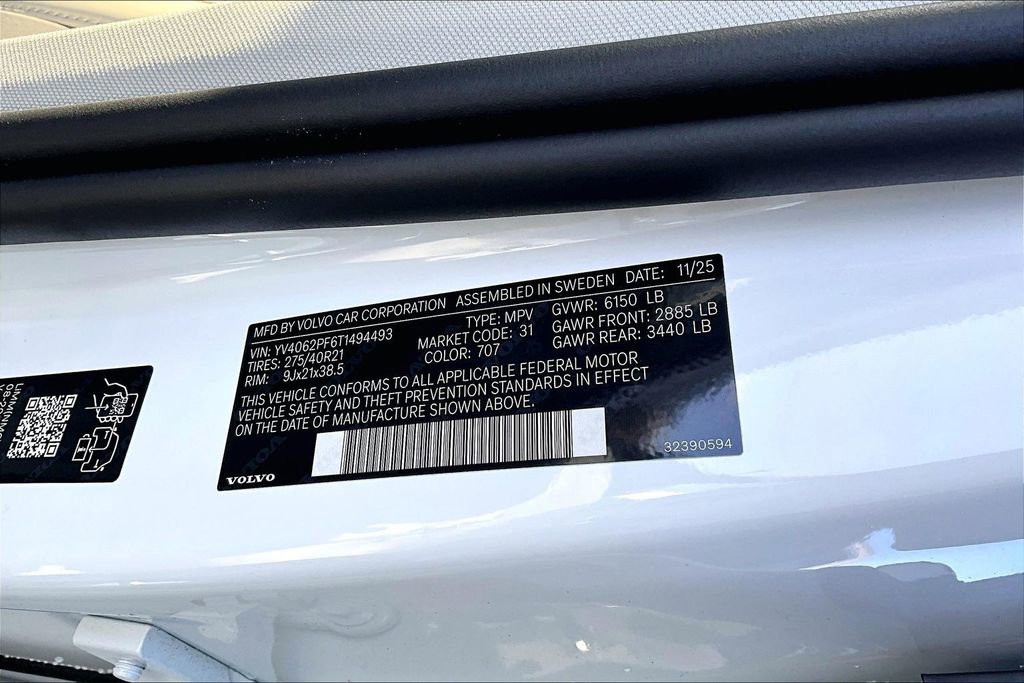 MFD BY VOLVO CAR CORPORATION ASSEMBLED IN SWEDEN DATE: 11/25
VIN: YV4062PF6T1494493 TYPE: MPV GVWR: 6150 LB
TIRES: 275/40R21 MARKET CODE: 31 GAWR FRONT: 2885 LB
RIM: 9Jx21x38.5 COLOR: 707 GAWR REAR: 3440 LB
THIS VEHICLE CONFORMS TO ALL APPLICABLE FEDERAL MOTOR
VEHICLE SAFETY AND THEFT PREVENTION STANDARDS IN EFFECT
ON THE DATE OF MANUFACTURE SHOWN ABOVE.
32390594
VOLVO